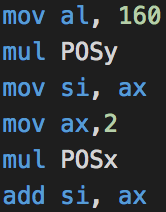 mov al, 160
mul POSy
mov si, ax
mov ax,2
mul POSx
add si, ax